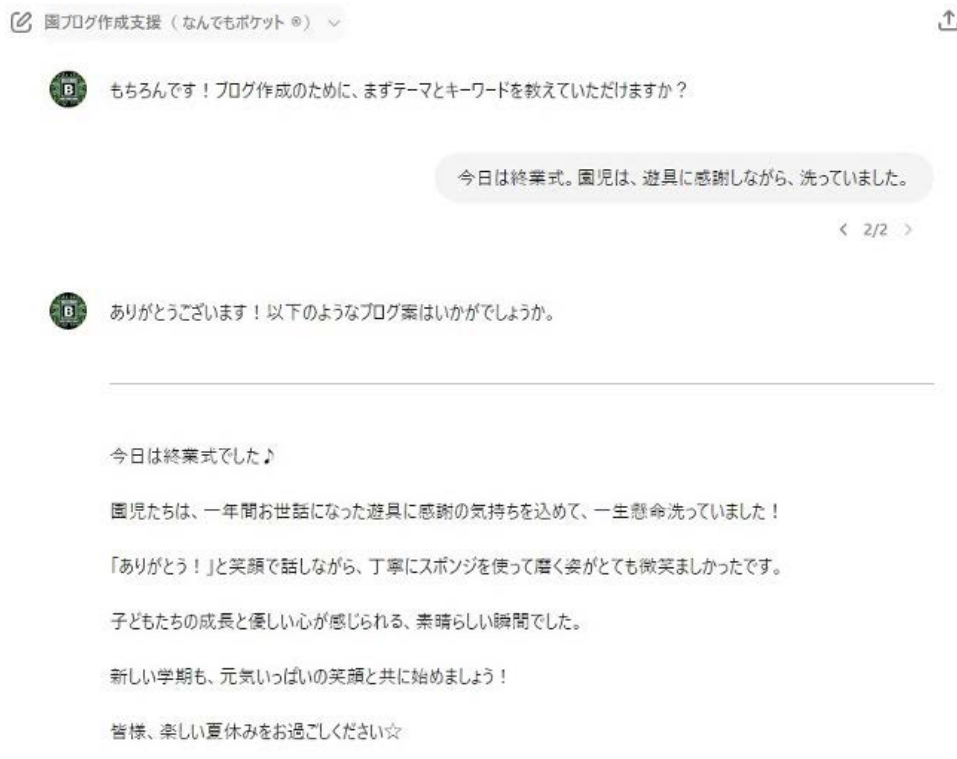 園ブログ作成支援（なんでもポケット ®）
もちろんです！ブログ作成のために、まずテーマとキーワードを教えていただけますか？
今日は終業式。園児は、遊具に感謝しながら、洗っていました。
< 2/2 >
ありがとうございます！以下のようなブログ案はいかがでしょうか。
今日は終業式でした♪
園児たちは、一年間お世話になった遊具に感謝の気持ちを込めて、一生懸命洗っていました！
「ありがとう！」と笑顔で話しながら、丁寧にスポンジを使って磨く姿がとても微笑ましかったです。
子どもたちの成長と優しい心が感じられる、素晴らしい瞬間でした。
新しい学期も、元気いっぱいの笑顔と共に始めましょう！
皆様、楽しい夏休みをお過ごしください☆